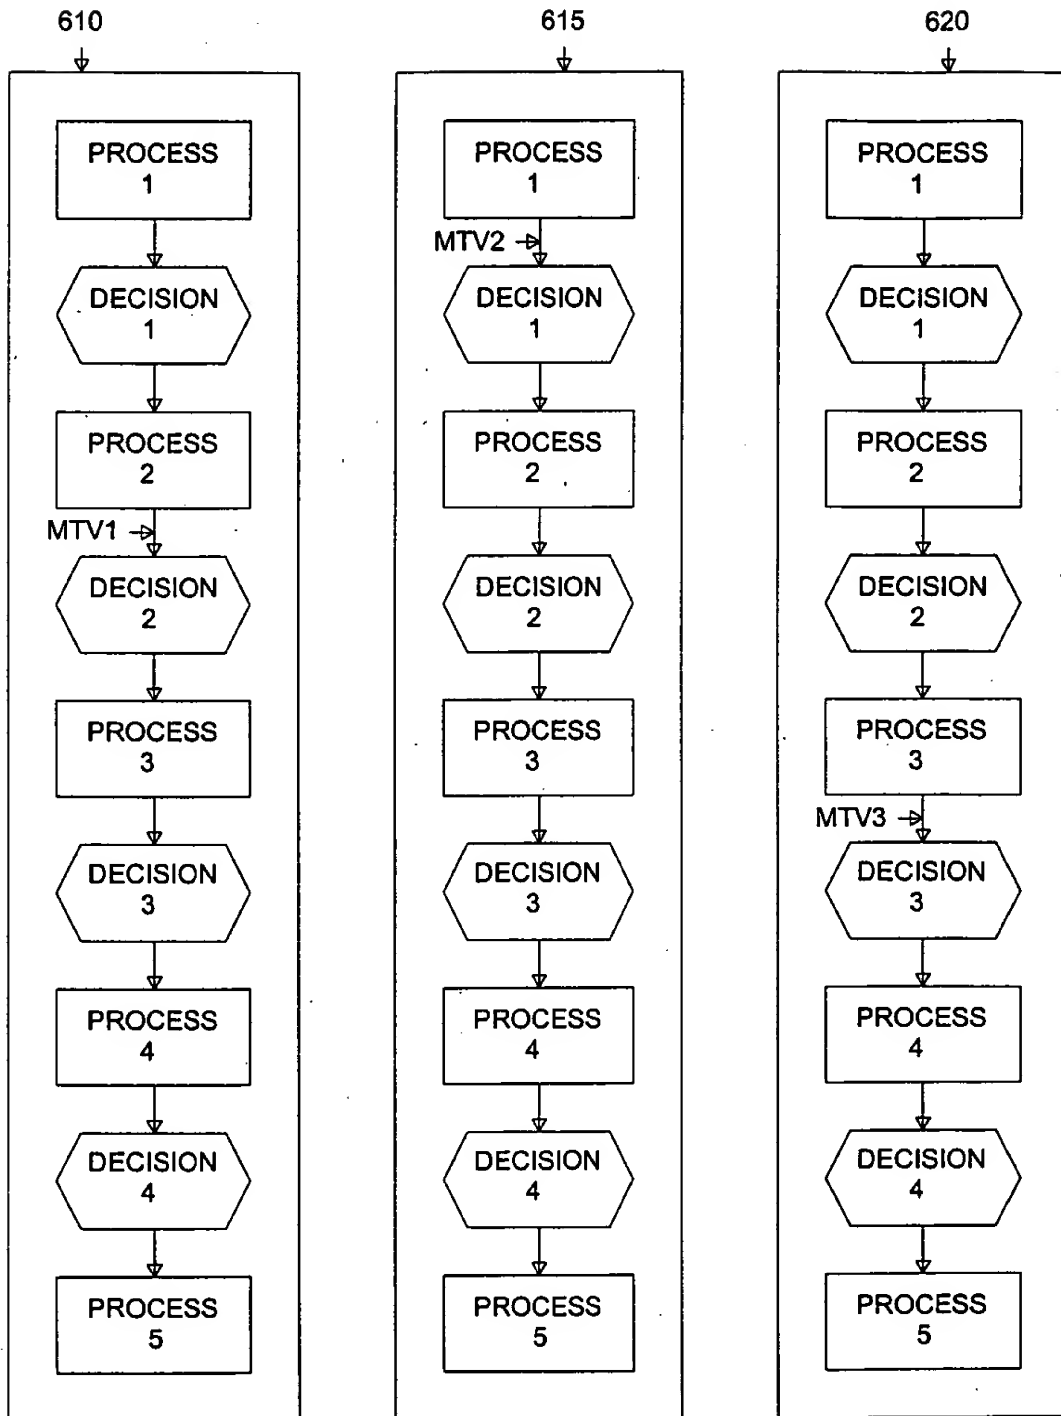 610
PROCESS
1
DECISION
1
PROCESS
2
MTV1
DECISION
2
PROCESS
3
DECISION
3
PROCESS
4
DECISION
4
PROCESS
5
615
PROCESS
1
MTV2
DECISION
1
PROCESS
2
DECISION
2
PROCESS
3
DECISION
3
PROCESS
4
DECISION
4
PROCESS
5
620
PROCESS
1
DECISION
1
PROCESS
2
DECISION
2
PROCESS
3
MTV3
DECISION
3
PROCESS
4
DECISION
4
PROCESS
5